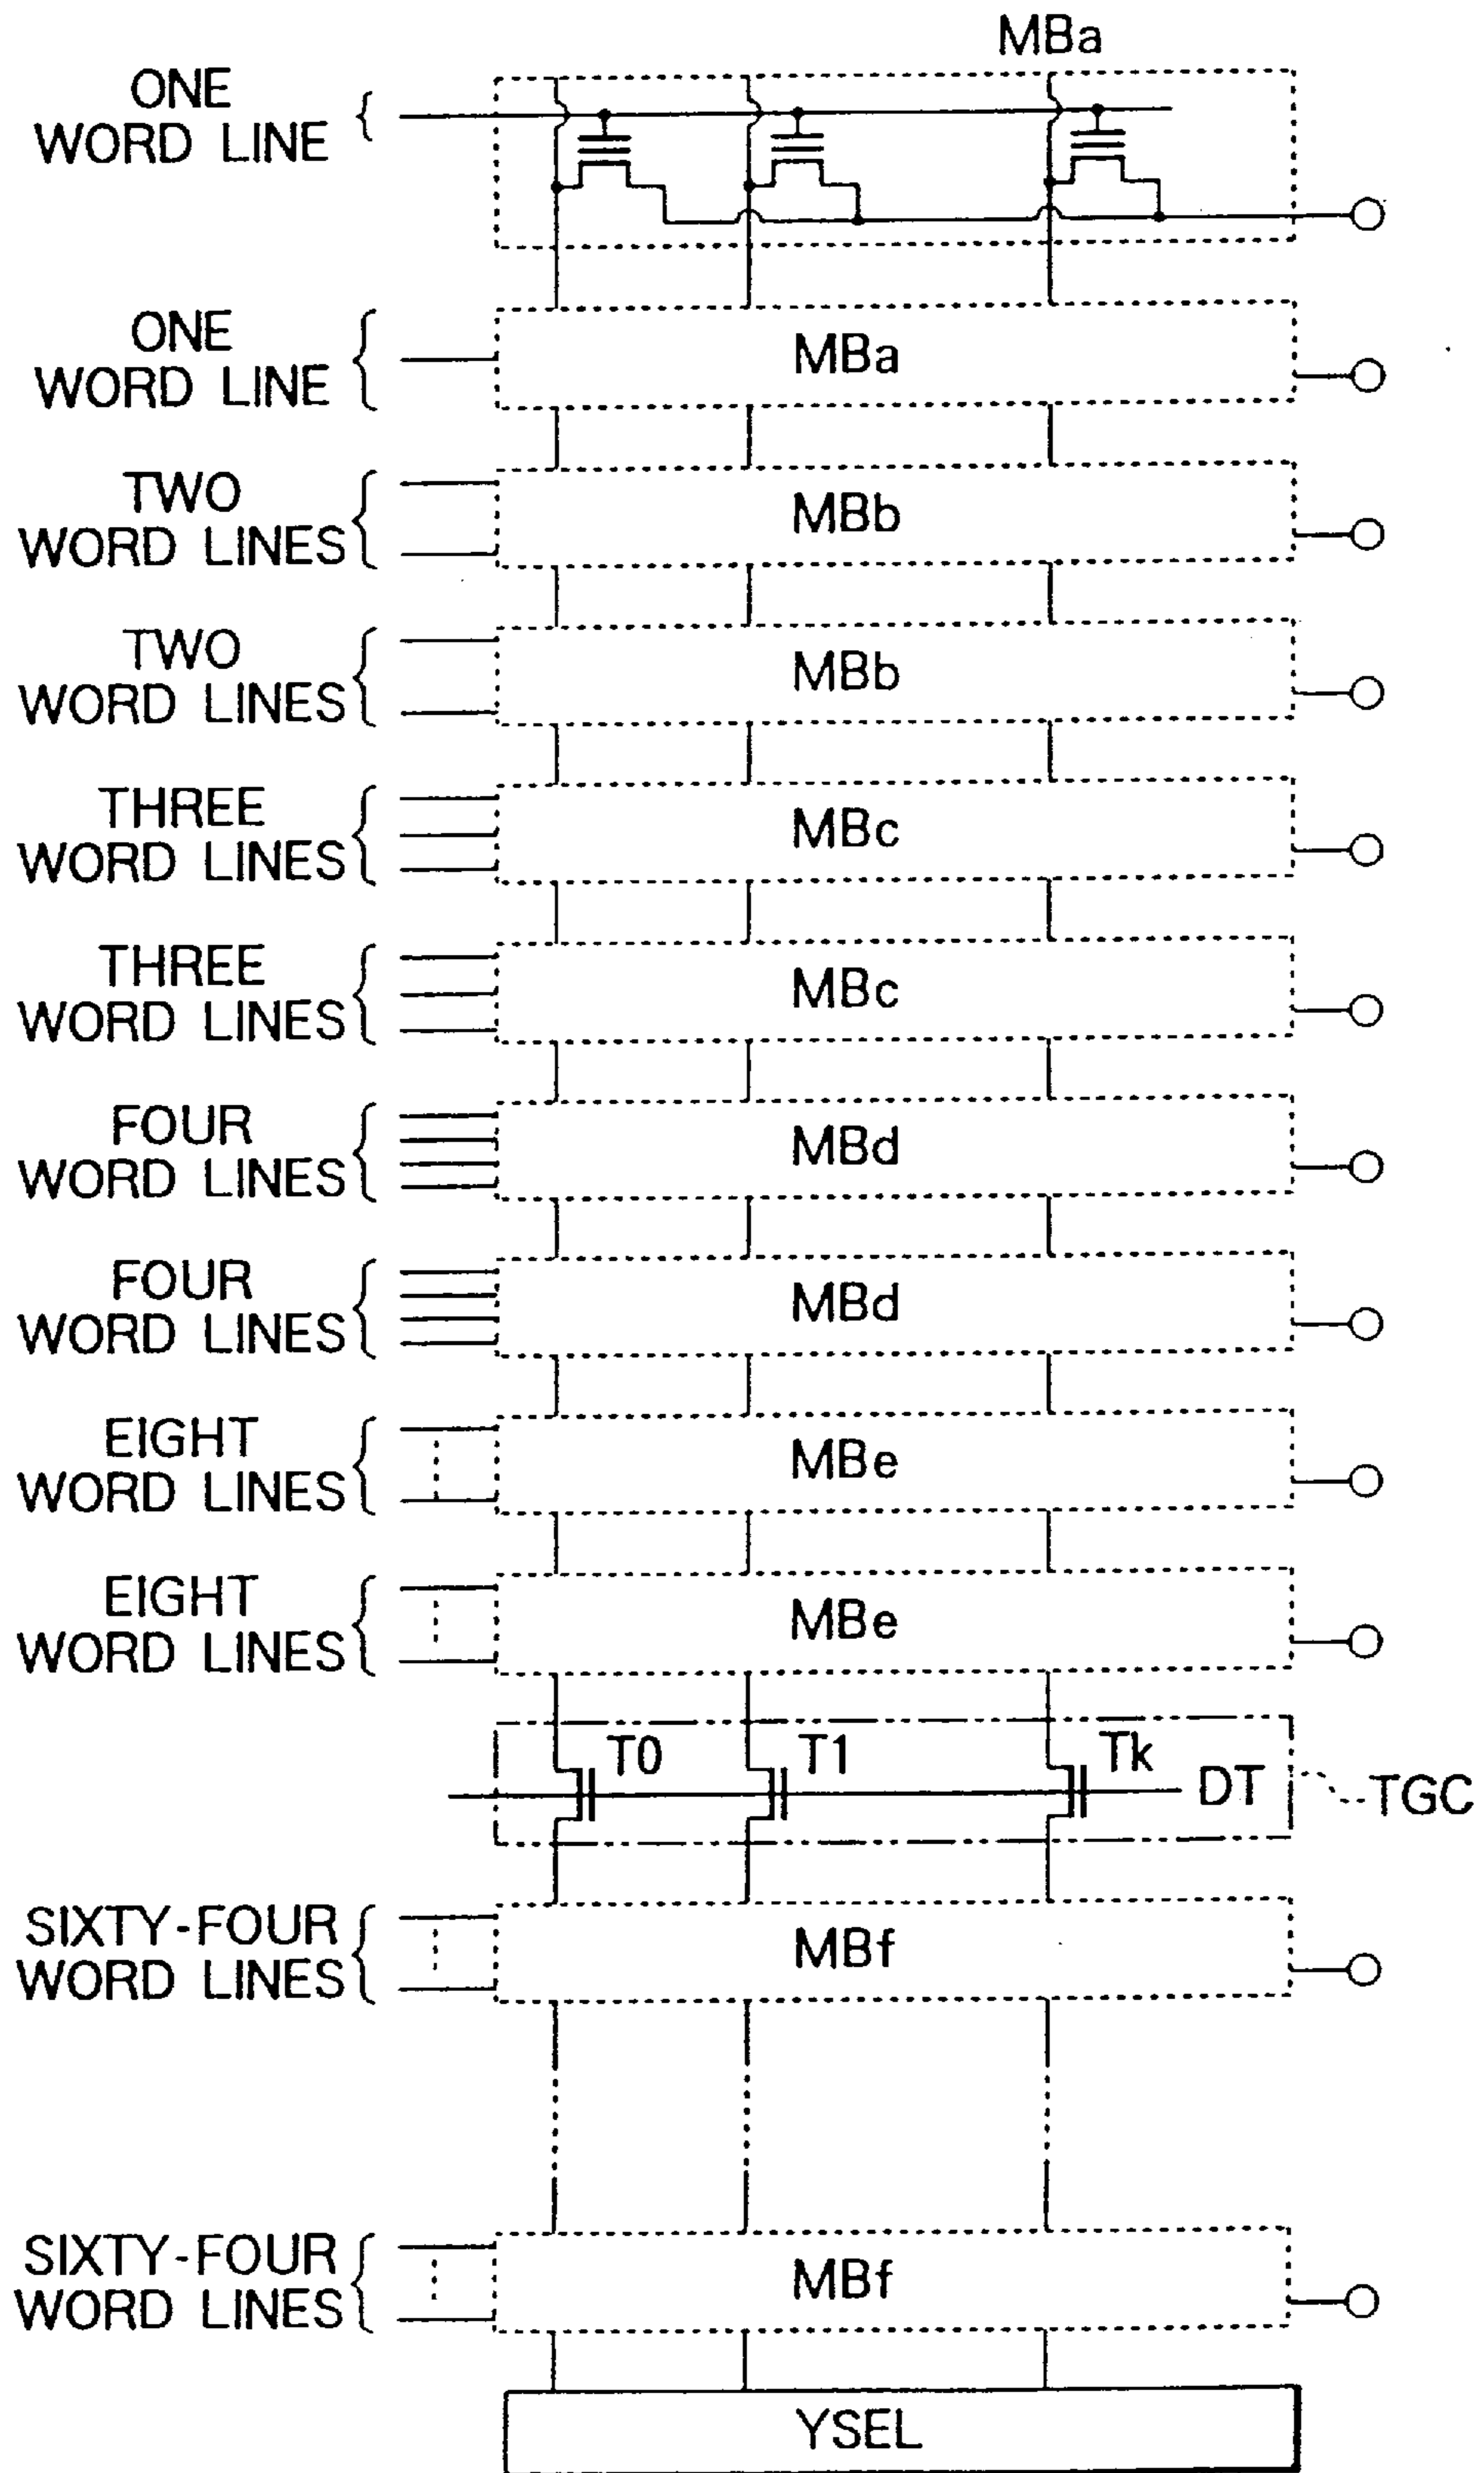 MBa
ONE
WORD LINE
ONE
WORD LINE
MBa
TWO
WORD LINES
MBb
TWO
WORD LINES
MBb
THREE
WORD LINES
MBc
THREE
WORD LINES
MBc
FOUR
WORD LINES
MBd
FOUR
WORD LINES
MBd
EIGHT
WORD LINES
MBe
EIGHT
WORD LINES
MBe
T0 T1 Tk
DT TGC
SIXTY-FOUR
WORD LINES
MBf
SIXTY-FOUR
WORD LINES
MBf
YSEL